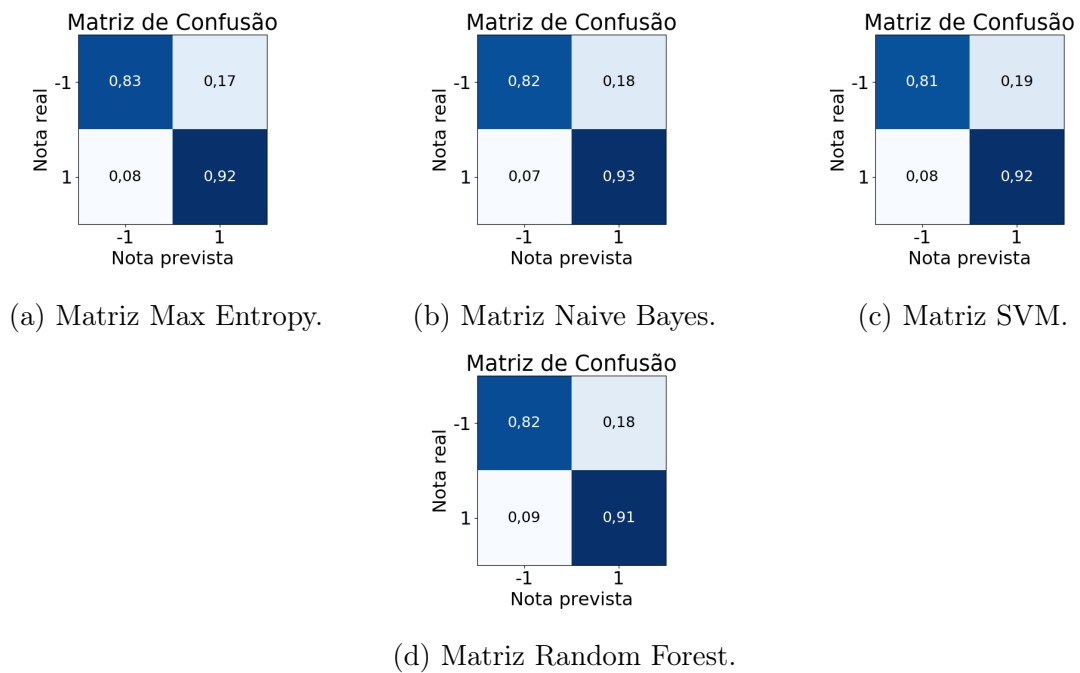 Matriz de Confusão
Nota real
-1
0,83 0,17
1
0,08 0,92
-1 1
Nota prevista
(a) Matriz Max Entropy.
Matriz de Confusão
Nota real
-1
0,82 0,18
1
0,07 0,93
-1 1
Nota prevista
(b) Matriz Naive Bayes.
Matriz de Confusão
Nota real
-1
0,81 0,19
1
0,08 0,92
-1 1
Nota prevista
(c) Matriz SVM.
Matriz de Confusão
Nota real
-1
0,82 0,18
1
0,09 0,91
-1 1
Nota prevista
(d) Matriz Random Forest.